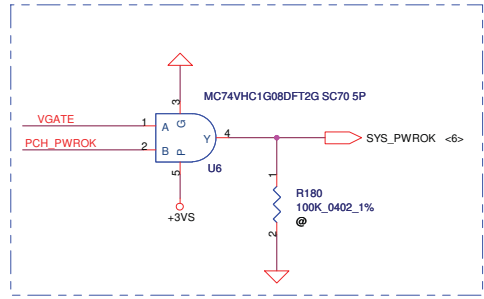 MC74VHC1G08DFT2G SC70 5P
3
G
VGATE
1
A
Y
4
SYS_PWROK <6>
PCH_PWROK
2
B
P
U6
5
+3VS
1
R180
100K_0402_1%
@
2